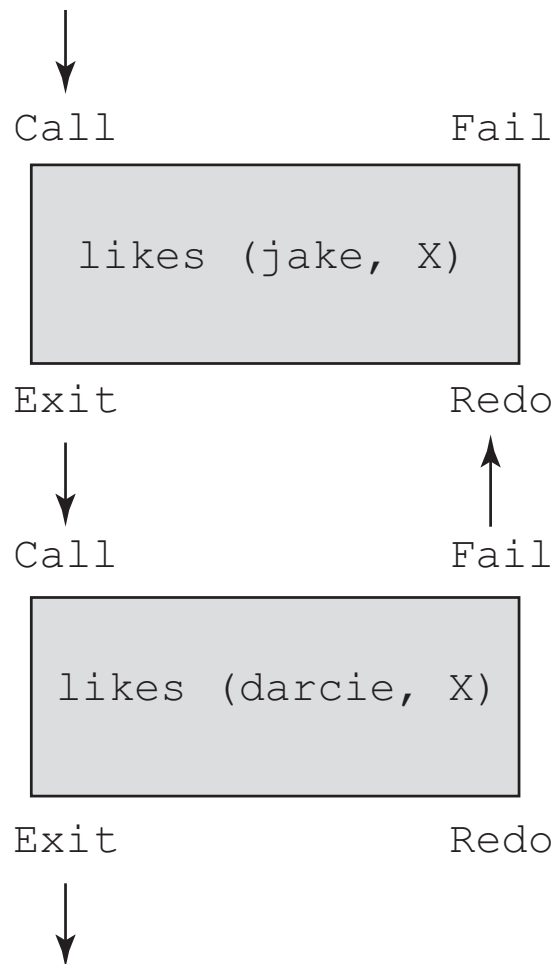 Call Fail
likes (jake, X)
Exit Redo
Call Fail
likes (darcie, X)
Exit Redo